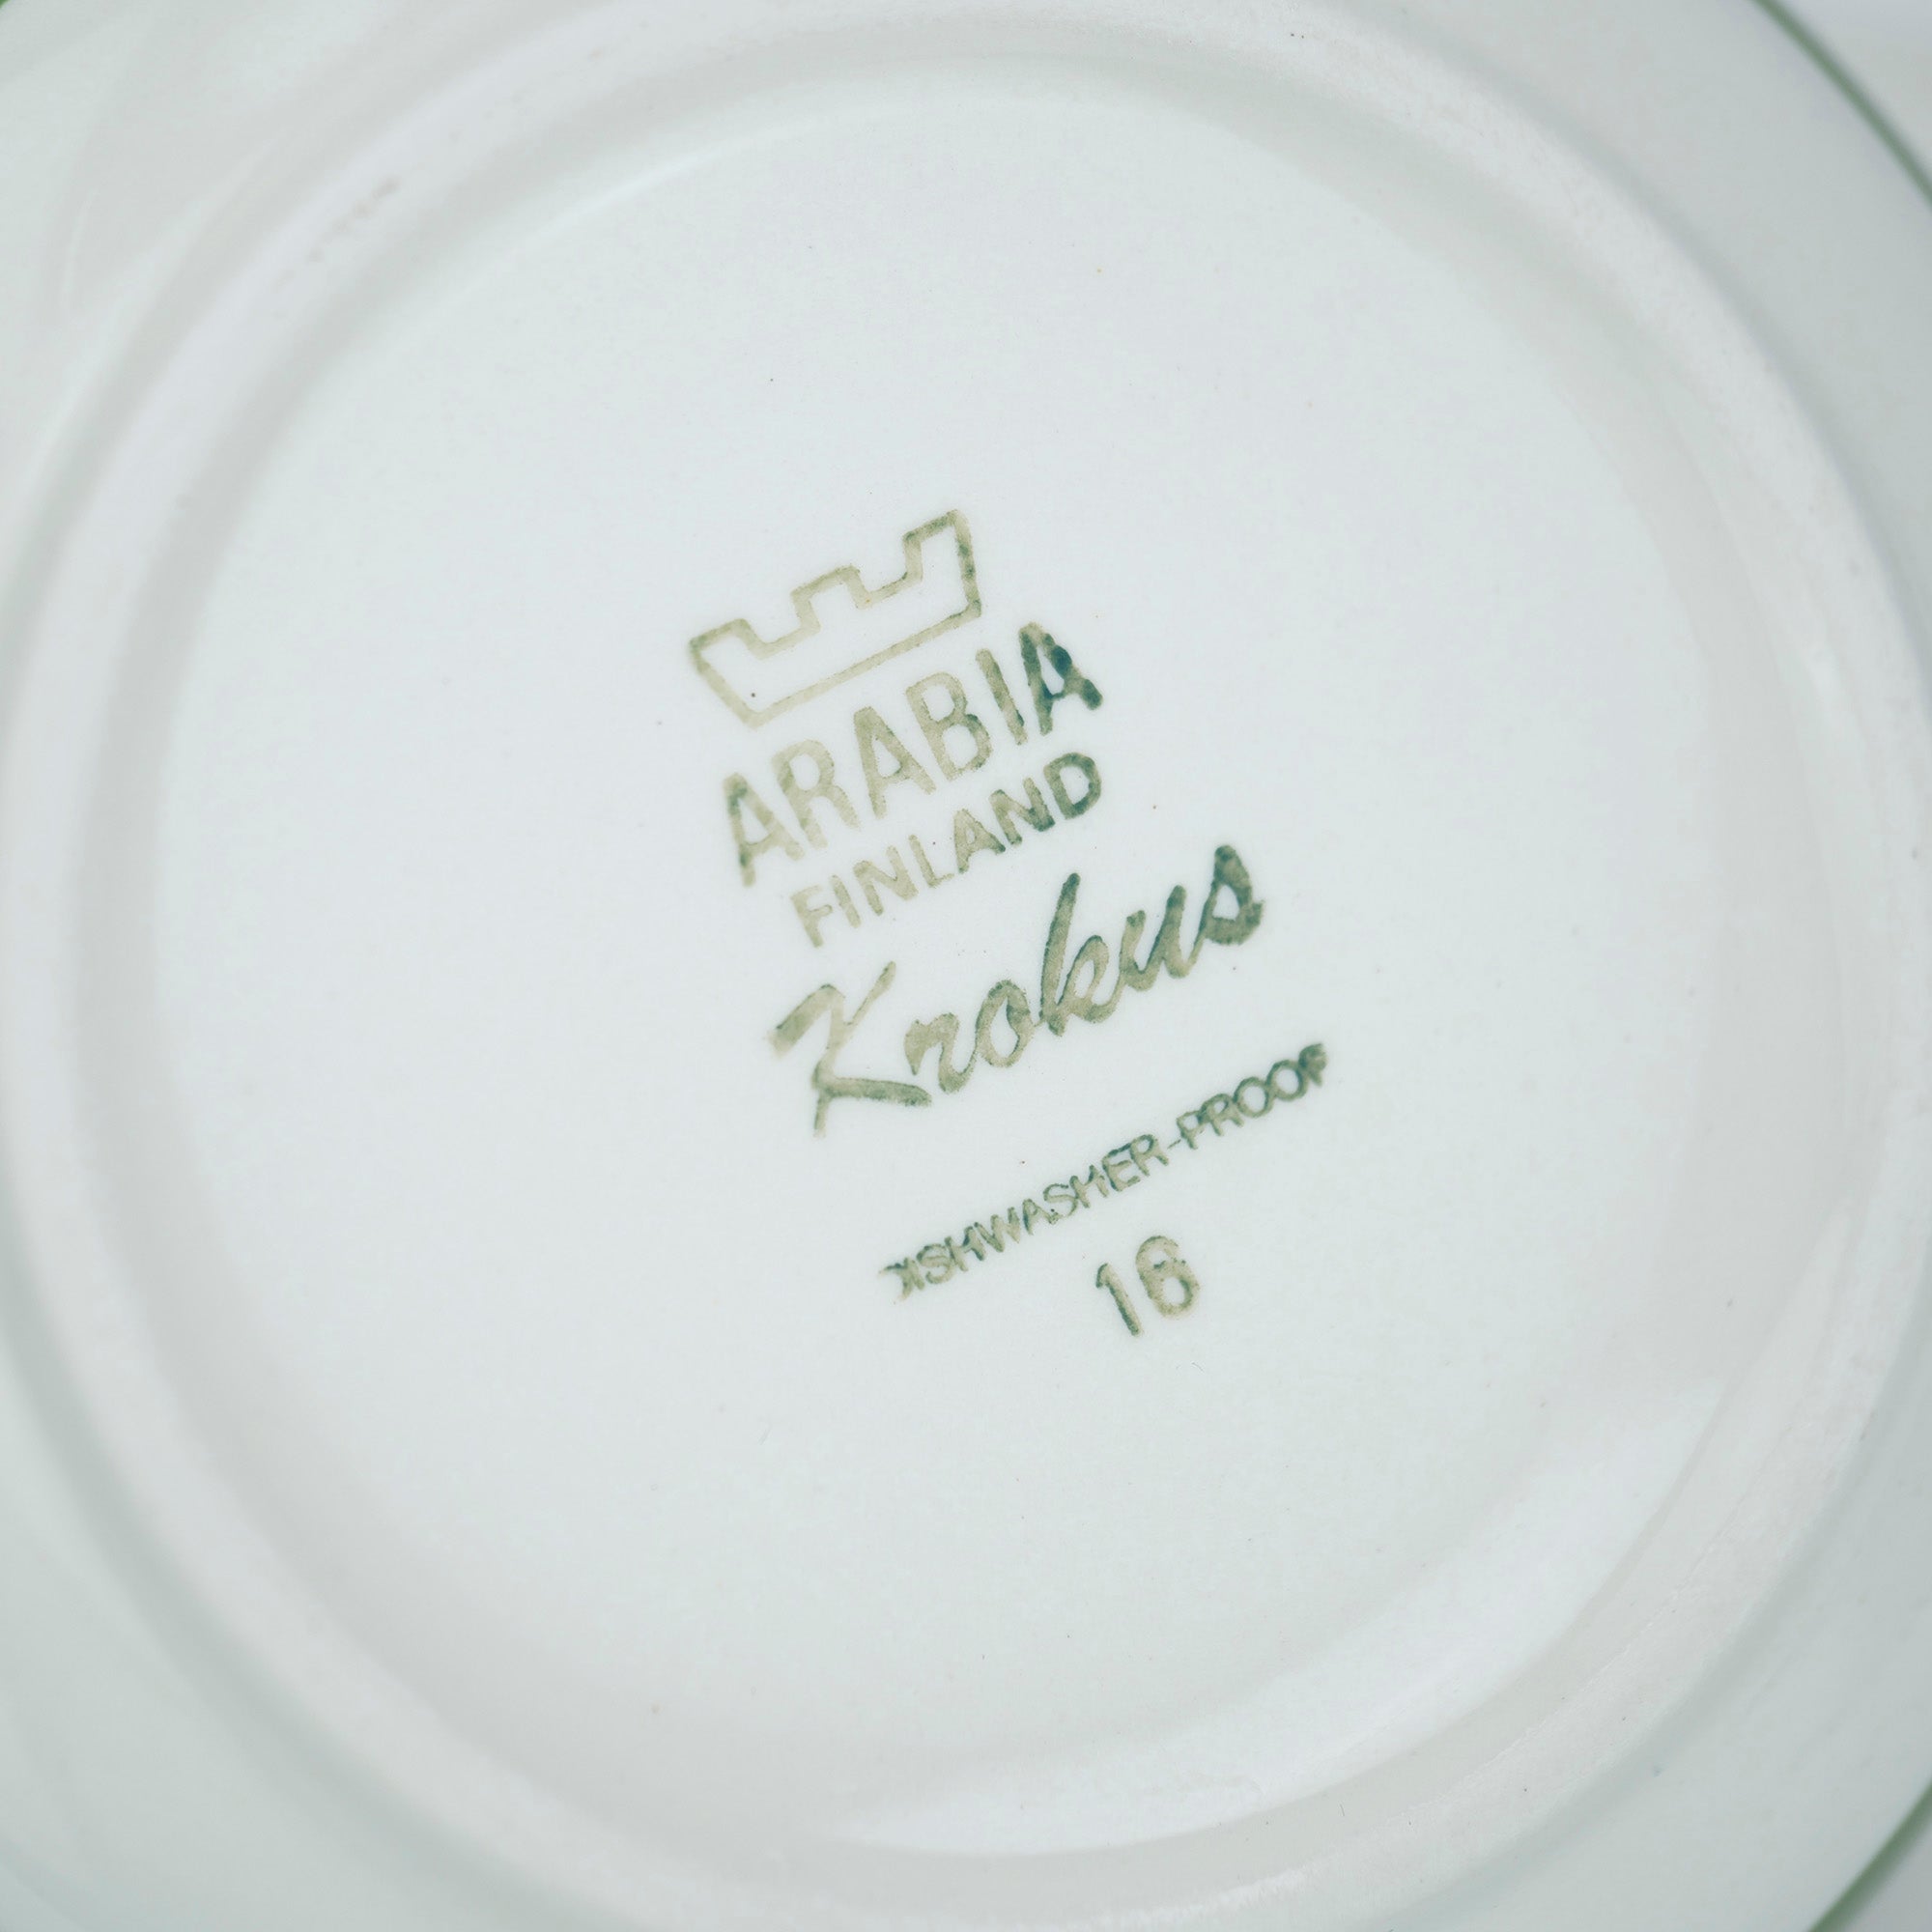 ARABIA
FINLAND
Krokus
DISHWASHER-PROOF
16